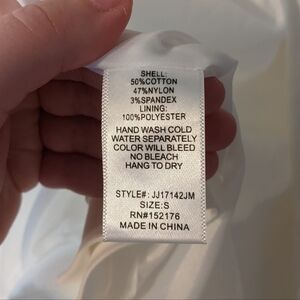 SHELL:
50%COTTON
47%NYLON
3%SPANDEX
LINING:
100%POLYESTER
HAND WASH COLD
WATER SEPARATELY
COLOR WILL BLEED
NO BLEACH
HANG TO DRY
STYLE#: JJ17142JM
SIZE:S
RN#152176
MADE IN CHINA